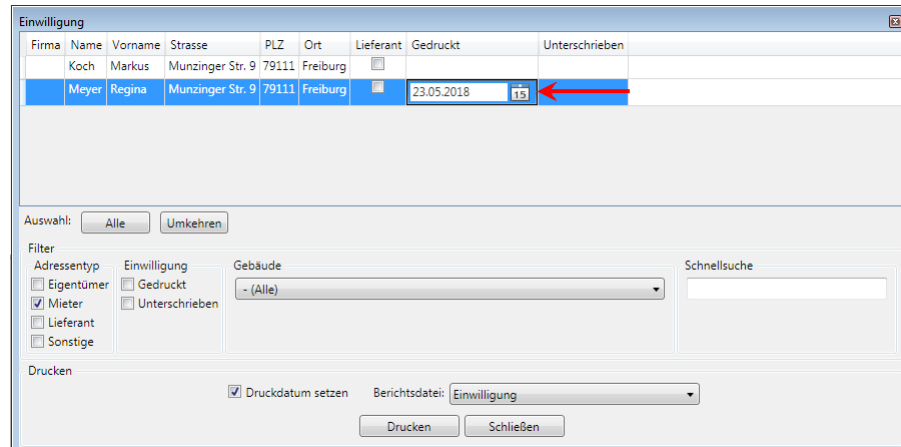 Einwilligung
Firma Name Vorname Strasse PLZ Ort Lieferant Gedruckt Unterschrieben
Koch Markus Munzinger Str. 9 79111 Freiburg
Meyer Regina Munzinger Str. 9 79111 Freiburg 23.05.2018 15
Auswahl: Alle Umkehren
Filter
Adressentyp Einwilligung Gebäude Schnellsuche
Eigentümer Gedruckt - (Alle)
Mieter Unterschrieben
Lieferant
Sonstige
Drucken
Druckdatum setzen Berichtsdatei: Einwilligung
Drucken Schließen